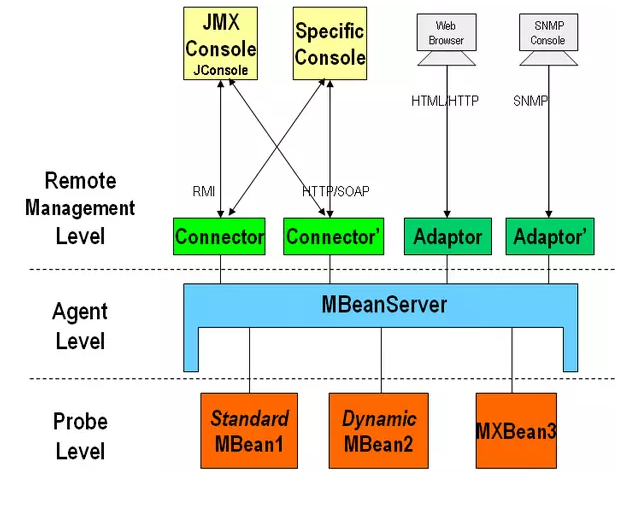 JMX
Console
JConsole
Specific
Console
Web
Browser
SNMP
Console
HTML/HTTP
SNMP
RMI
HTTP/SOAP
Remote
Management
Level
Connector
Connector’
Adaptor
Adaptor’
Agent
Level
MBeanServer
Probe
Level
Standard
MBean1
Dynamic
MBean2
MXBean3